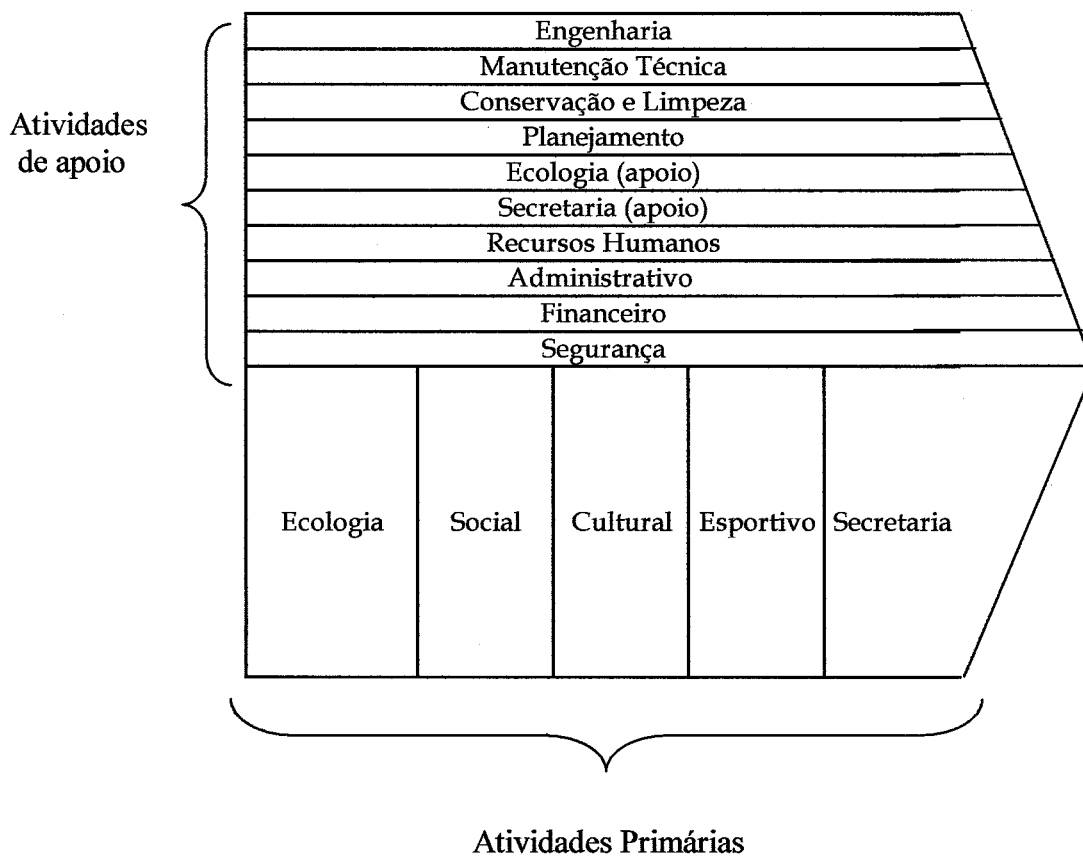 Engenharia
Manutenção Técnica
Conservação e Limpeza
Planejamento
Ecologia (apoio)
Secretaria (apoio)
Recursos Humanos
Administrativo
Financeiro
Segurança
Atividades
de apoio
Ecologia
Social
Cultural
Esportivo
Secretaria
Atividades Primárias